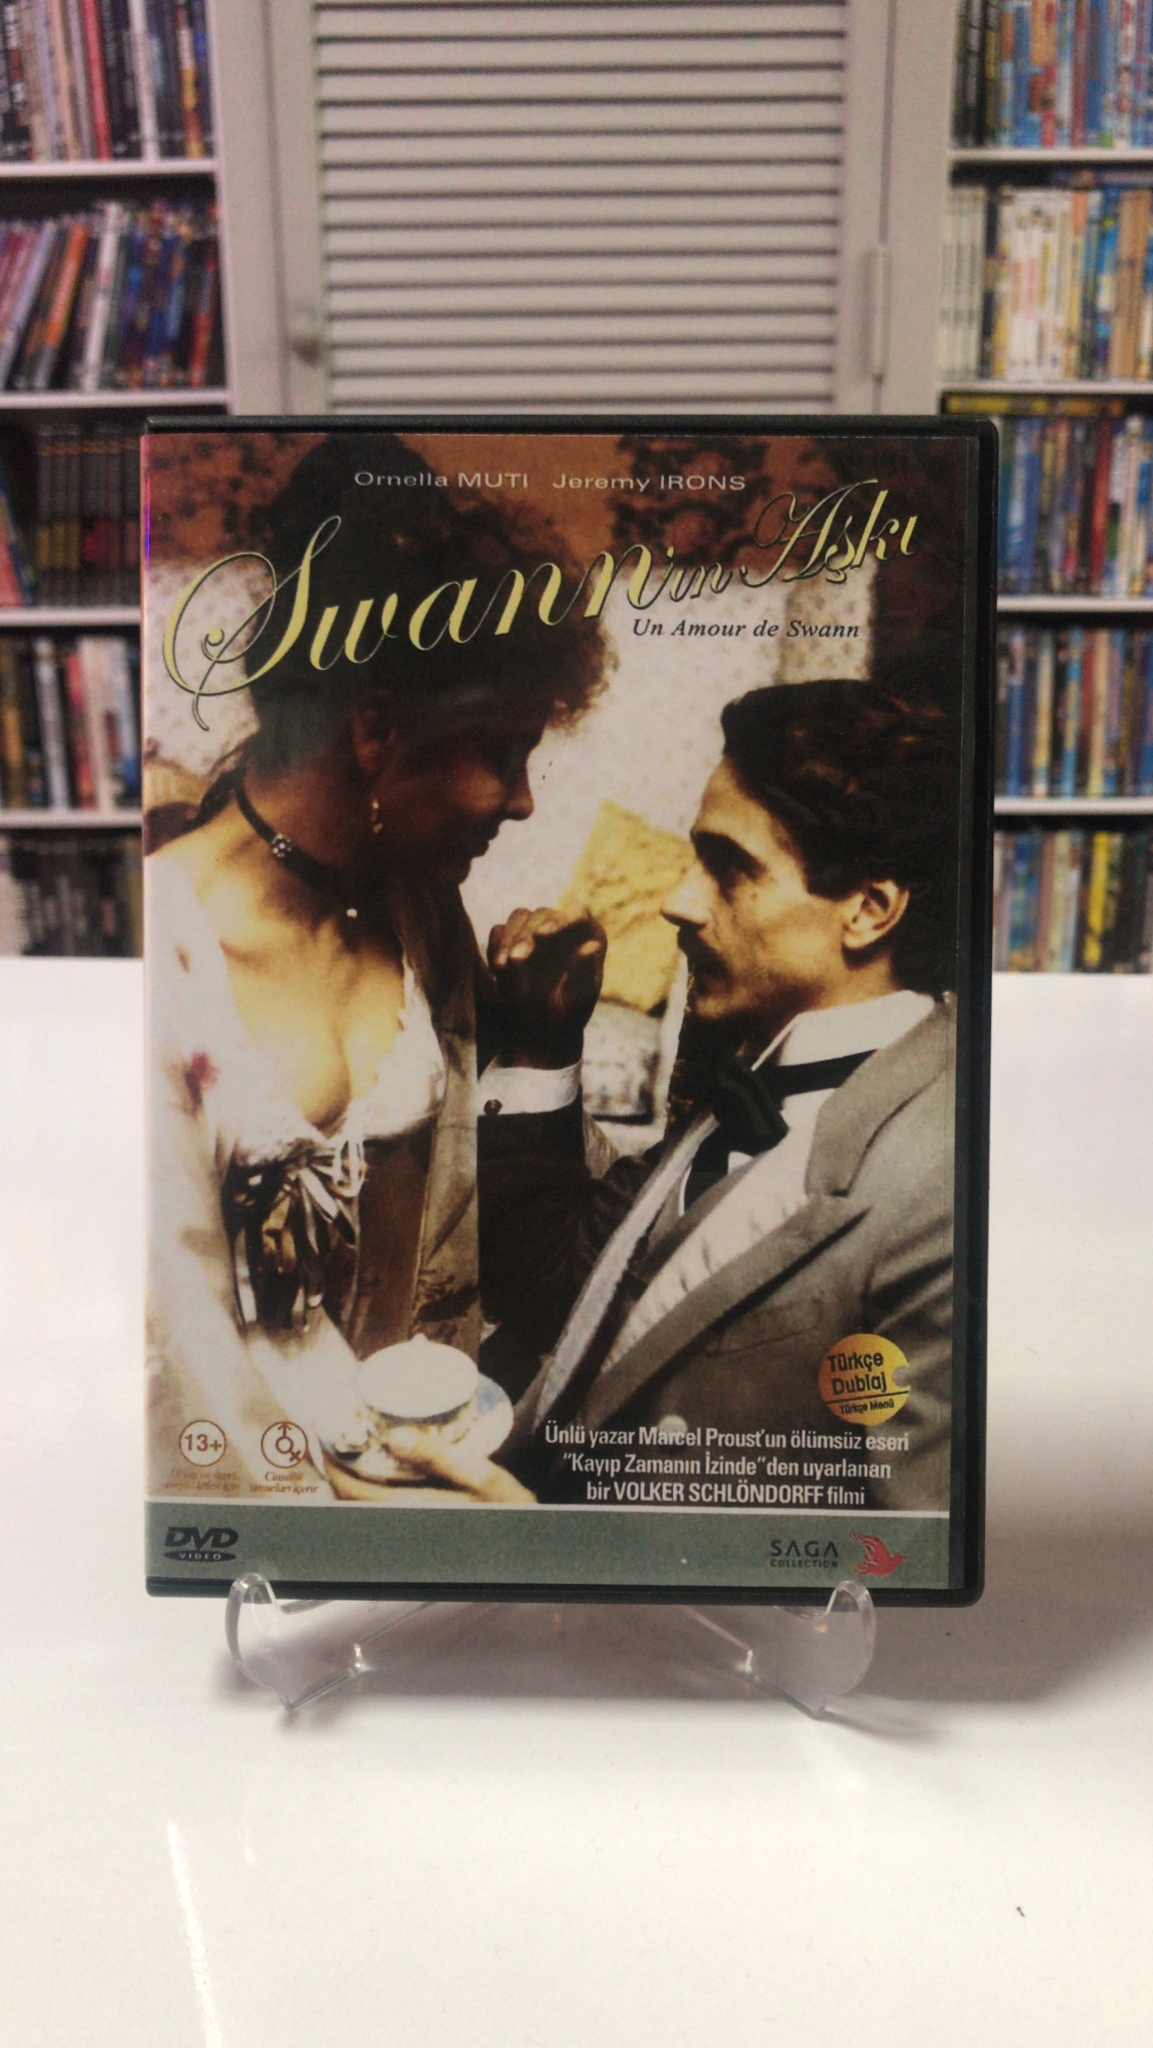 Ornella MUTI Jeremy IRONS
Swann'ın Aşkı
Un Amour de Swann
Türkçe
Dublaj
Türkçe Menü
13+
Ünlü yazar Marcel Proust'un ölümsüz eseri
"Kayıp Zamanın İzinde"den uyarlanan
bir VOLKER SCHLÖNDORFF filmi
DVD
VIDEO
SAGA
COLLECTION